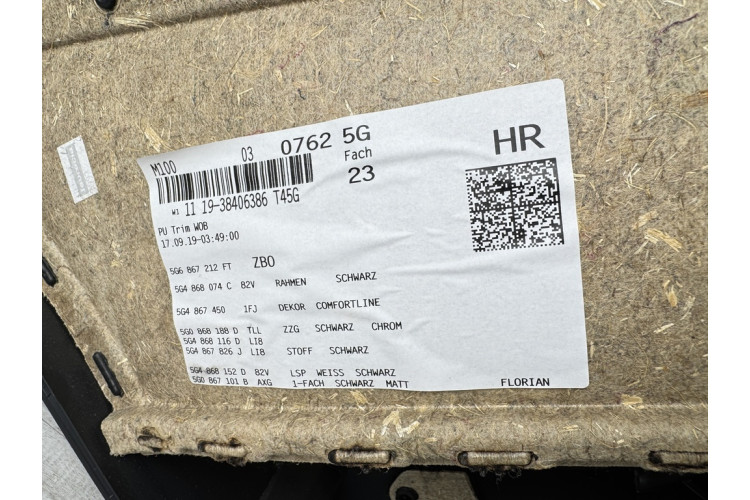 M100 03 0762 5G HR
Fach
23
W1 11 19-38406386 T45G
PU Trim WOB
17.09.19-03:49:00
5G6 867 212 FT ZBO
5G4 868 074 C 82V RAHMEN SCHWARZ
5G4 867 450 1FJ DEKOR COMFORTLINE
5G0 868 188 D TLL ZZG SCHWARZ CHROM
5G4 868 116 D LI8
5G4 867 826 J LI8 STOFF SCHWARZ
5G4 868 152 D 82V LSP WEISS SCHWARZ
5G0 867 101 B AXG 1-FACH SCHWARZ MATT
FLORIAN